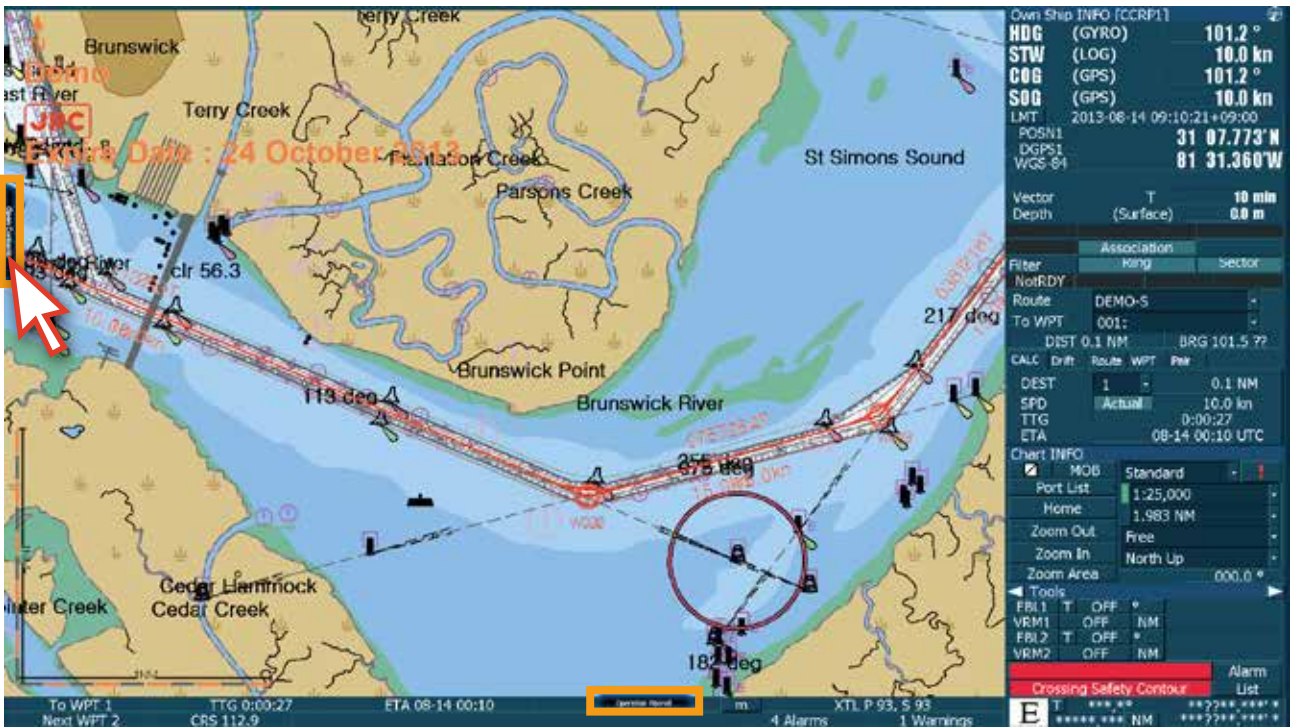 Terry Creek
Brunswick
Demo
ast River
JRC
Terry Creek
Expire Date : 24 October 2013
Plantation Creek
Parsons Creek
St Simons Sound
clr 56.3
217 deg
Brunswick Point
113 deg
Brunswick River
W000
Cedar Hammock
Cedar Creek
182 deg
Own Ship INFO [CCRP1]
HDG (GYRO) 101.2 °
STW (LOG) 10.0 kn
COG (GPS) 101.2 °
SOG (GPS) 10.0 kn
LMT 2013-08-14 09:10:21+09:00
POSN1 31 07.773'N
DGPS1
WGS-84 81 31.360'W
Vector T 10 min
Depth (Surface) 0.0 m
Association
Filter Ring Sector
NotRDY
Route DEMO-S
To WPT 001:
DIST 0.1 NM BRG 101.5 ??
CALC Drift Route WPT Pair
DEST 1 0.1 NM
SPD Actual 10.0 kn
TTG 0:00:27
ETA 08-14 00:10 UTC
Chart INFO
MOB Standard !
Port List 1:25,000
Home 1.983 NM
Zoom Out Free
Zoom In North Up
Zoom Area 000.0 °
Tools
EBL1 T OFF °
VRM1 OFF NM
EBL2 T OFF °
VRM2 OFF NM
Crossing Safety Contour
Alarm List
To WPT 1 TTG 0:00:27 ETA 08-14 00:10 m XTL P 93, S 93
Next WPT 2 CRS 112.9 4 Alarms 1 Warnings
E T ***.*°
*****.*** NM